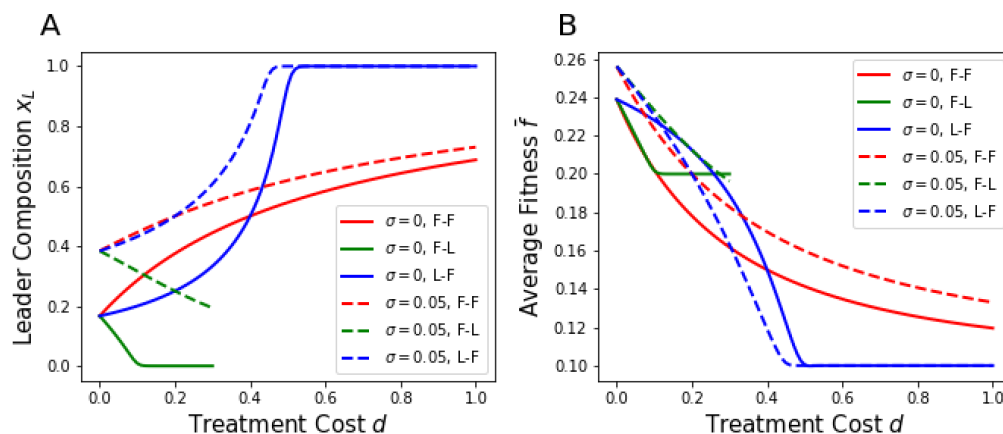 A
Leader Composition x_L
1.0
0.8
0.6
0.4
0.2
0.0
0.0 0.2 0.4 0.6 0.8 1.0
Treatment Cost d
σ = 0, F-F
σ = 0, F-L
σ = 0, L-F
σ = 0.05, F-F
σ = 0.05, F-L
σ = 0.05, L-F
B
Average Fitness f̄
0.26
0.24
0.22
0.20
0.18
0.16
0.14
0.12
0.10
0.0 0.2 0.4 0.6 0.8 1.0
Treatment Cost d
σ = 0, F-F
σ = 0, F-L
σ = 0, L-F
σ = 0.05, F-F
σ = 0.05, F-L
σ = 0.05, L-F